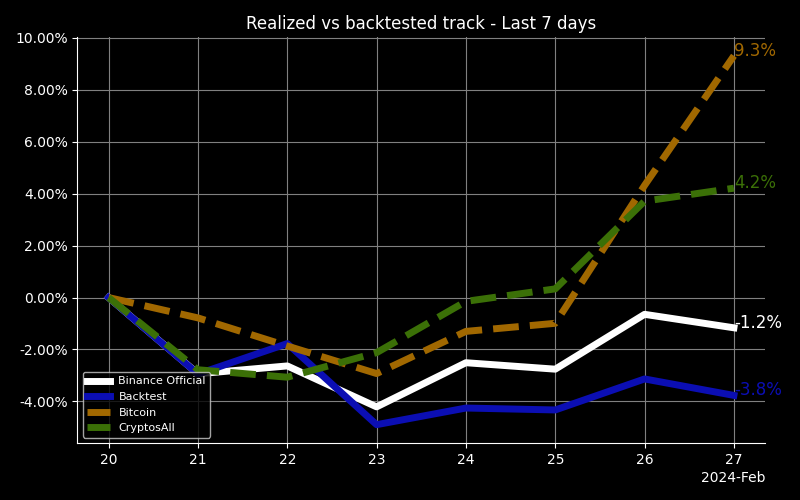 Realized vs backtested track - Last 7 days
10.00%
8.00%
6.00%
4.00%
2.00%
0.00%
-2.00%
-4.00%
9.3%
4.2%
-1.2%
-3.8%
Binance Official
Backtest
Bitcoin
CryptosAll
20 21 22 23 24 25 26 27
2024-Feb